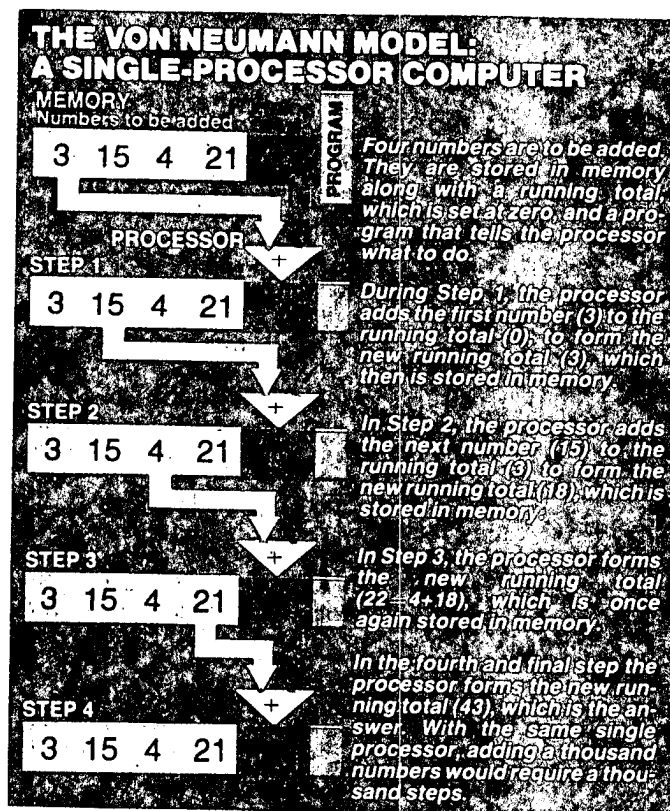 THE VON NEUMANN MODEL:
A SINGLE-PROCESSOR COMPUTER
MEMORY
Numbers to be added
3 15 4 21
PROGRAM
PROCESSOR
+
Four numbers are to be added.
They are stored in memory
along with a running total,
which is set at zero, and a pro-
gram that tells the processor
what to do.
STEP 1
3 15 4 21
+
During Step 1, the processor
adds the first number (3) to the
running total (0), to form the
new running total (3), which
then is stored in memory.
STEP 2
3 15 4 21
+
In Step 2, the processor adds
the next number (15) to the
running total (3) to form the
new running total (18), which is
stored in memory.
STEP 3
3 15 4 21
+
In Step 3, the processor forms
the new running total
(22=4+18), which is once
again stored in memory.
STEP 4
3 15 4 21
In the fourth and final step the
processor forms the new run-
ning total (43), which is the an-
swer. With the same single
processor, adding a thousand
numbers would require a thou-
sand steps.